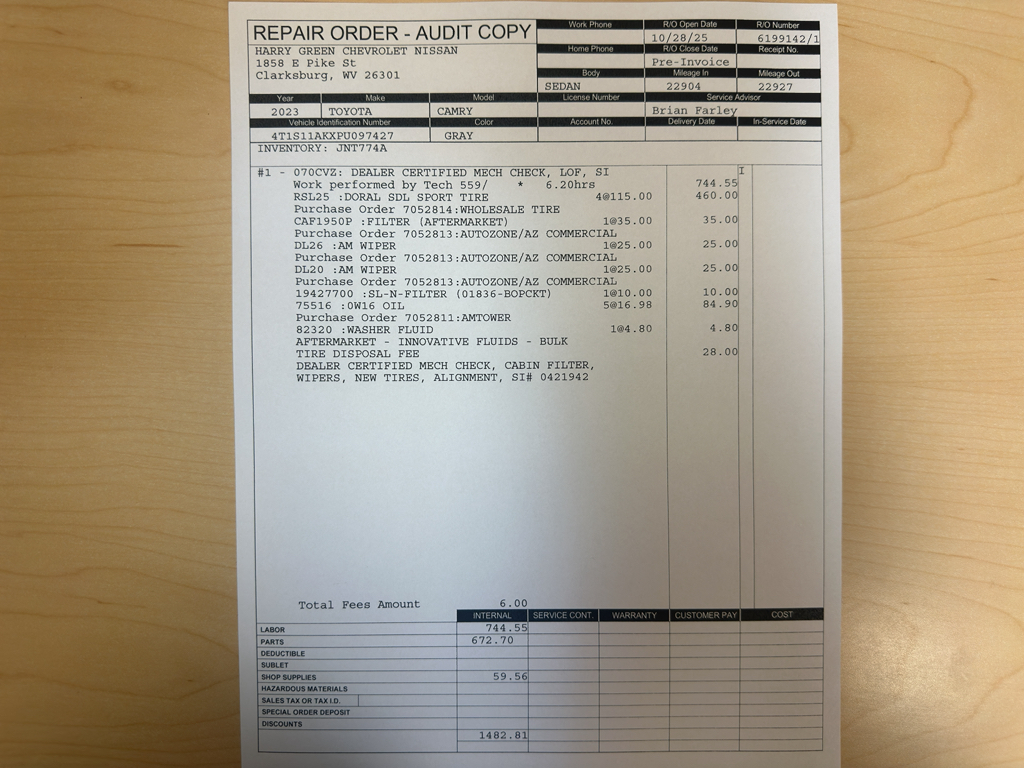 REPAIR ORDER - AUDIT COPY
HARRY GREEN CHEVROLET NISSAN
1858 E Pike St
Clarksburg, WV 26301
Work Phone R/O Open Date R/O Number
10/28/25 6199142/1
Home Phone R/O Close Date Receipt No.
Pre-Invoice
Body Mileage In Mileage Out
SEDAN 22904 22927
Year Make Model License Number Service Advisor
2023 TOYOTA CAMRY Brian Farley
Vehicle Identification Number Color Account No. Delivery Date In-Service Date
4T1S11AKXPU097427 GRAY
INVENTORY: JNT774A
#1 - 070CVZ: DEALER CERTIFIED MECH CHECK, LOF, SI I
Work performed by Tech 559/ * 6.20hrs 744.55
RSL25 :DORAL SDL SPORT TIRE 4@115.00 460.00
Purchase Order 7052814:WHOLESALE TIRE
CAF1950P :FILTER (AFTERMARKET) 1@35.00 35.00
Purchase Order 7052813:AUTOZONE/AZ COMMERCIAL
DL26 :AM WIPER 1@25.00 25.00
Purchase Order 7052813:AUTOZONE/AZ COMMERCIAL
DL20 :AM WIPER 1@25.00 25.00
Purchase Order 7052813:AUTOZONE/AZ COMMERCIAL
19427700 :SL-N-FILTER (01836-BOPCKT) 1@10.00 10.00
75516 :0W16 OIL 5@16.98 84.90
Purchase Order 7052811:AMTOWER
82320 :WASHER FLUID 1@4.80 4.80
AFTERMARKET - INNOVATIVE FLUIDS - BULK
TIRE DISPOSAL FEE 28.00
DEALER CERTIFIED MECH CHECK, CABIN FILTER,
WIPERS, NEW TIRES, ALIGNMENT, SI# 0421942
Total Fees Amount 6.00
INTERNAL SERVICE CONT. WARRANTY CUSTOMER PAY COST
LABOR 744.55
PARTS 672.70
DEDUCTIBLE
SUBLET
SHOP SUPPLIES 59.56
HAZARDOUS MATERIALS
SALES TAX OR TAX I.D.
SPECIAL ORDER DEPOSIT
DISCOUNTS
1482.81